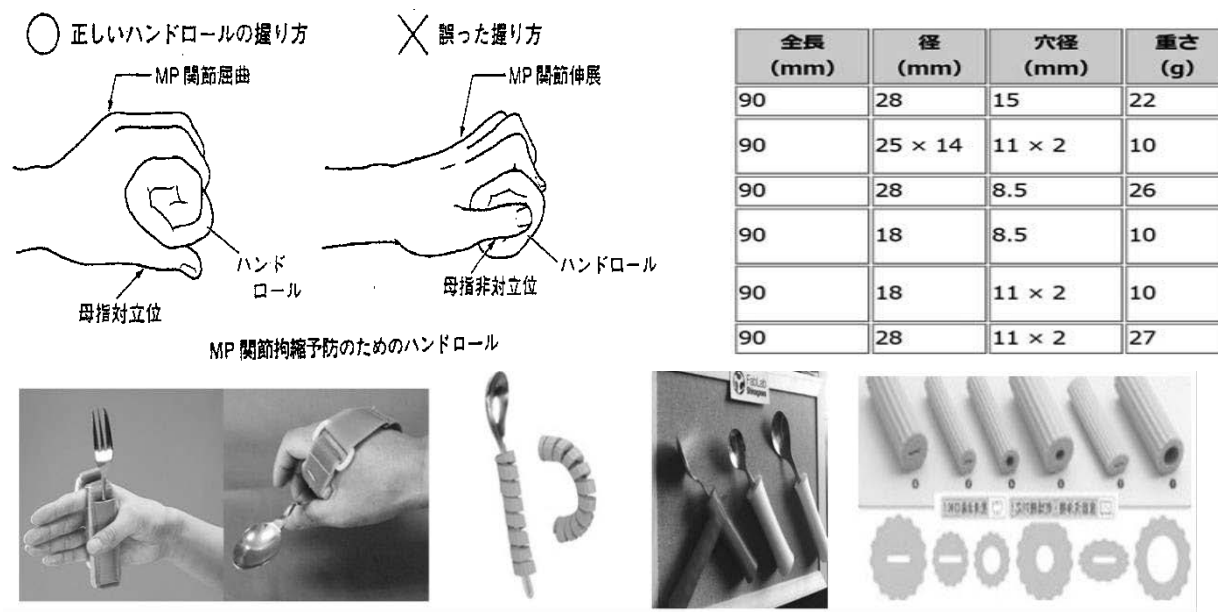 ○ 正しいハンドロールの握り方
× 誤った握り方
MP関節屈曲
MP関節伸展
ハンド
ロール
母指対立位
ハンドロール
母指非対立位
MP関節拘縮予防のためのハンドロール
全長 径 穴径 重さ
(mm) (mm) (mm) (g)
90 28 15 22
90 25 × 14 11 × 2 10
90 28 8.5 26
90 18 8.5 10
90 18 11 × 2 10
90 28 11 × 2 27
FabLab